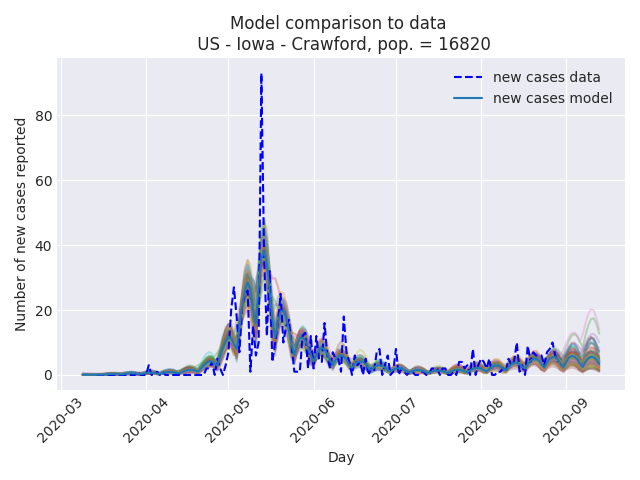 Model comparison to data
US - Iowa - Crawford, pop. = 16820
new cases data
new cases model
Number of new cases reported
80
60
40
20
0
2020-03
2020-04
2020-05
2020-06
2020-07
2020-08
2020-09
Day